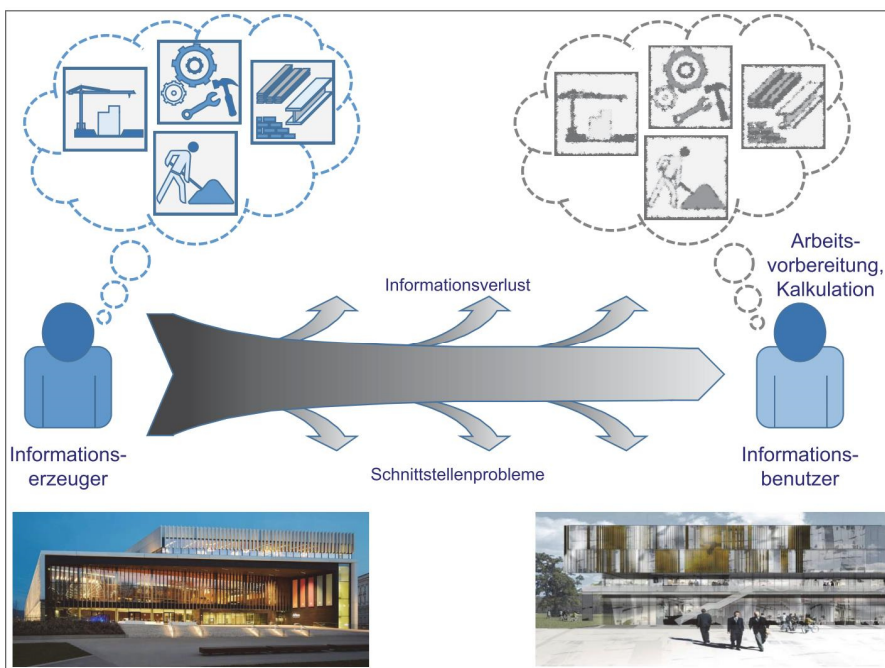 Arbeits-
vorbereitung,
Kalkulation
Informationsverlust
Informations-
erzeuger
Schnittstellenprobleme
Informations-
benutzer